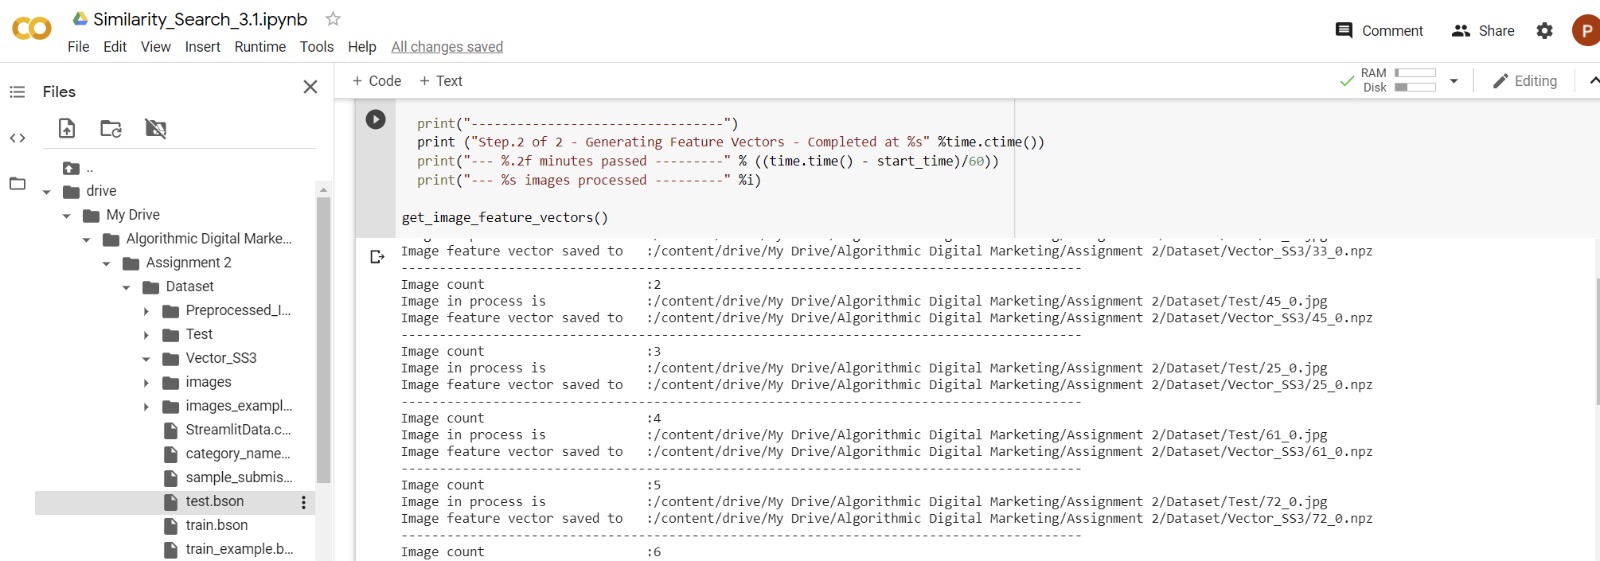 Similarity_Search_3.1.ipynb
File Edit View Insert Runtime Tools Help All changes saved
Comment Share P
Files
+ Code + Text
RAM
Disk
Editing
..
drive
My Drive
Algorithmic Digital Marke...
Assignment 2
Dataset
Preprocessed_I...
Test
Vector_SS3
images
images_exampl...
StreamlitData.c...
category_name...
sample_submis...
test.bson
train.bson
train_example.b...
print("---------------------------------")
print ("Step.2 of 2 - Generating Feature Vectors - Completed at %s" %time.ctime())
print("--- %.2f minutes passed ---------" % ((time.time() - start_time)/60))
print("--- %s images processed ---------" %i)
get_image_feature_vectors()
Image feature vector saved to :/content/drive/My Drive/Algorithmic Digital Marketing/Assignment 2/Dataset/Vector_SS3/33_0.npz
-------------------------------------------------------------------------------------------
Image count :2
Image in process is :/content/drive/My Drive/Algorithmic Digital Marketing/Assignment 2/Dataset/Test/45_0.jpg
Image feature vector saved to :/content/drive/My Drive/Algorithmic Digital Marketing/Assignment 2/Dataset/Vector_SS3/45_0.npz
-------------------------------------------------------------------------------------------
Image count :3
Image in process is :/content/drive/My Drive/Algorithmic Digital Marketing/Assignment 2/Dataset/Test/25_0.jpg
Image feature vector saved to :/content/drive/My Drive/Algorithmic Digital Marketing/Assignment 2/Dataset/Vector_SS3/25_0.npz
-------------------------------------------------------------------------------------------
Image count :4
Image in process is :/content/drive/My Drive/Algorithmic Digital Marketing/Assignment 2/Dataset/Test/61_0.jpg
Image feature vector saved to :/content/drive/My Drive/Algorithmic Digital Marketing/Assignment 2/Dataset/Vector_SS3/61_0.npz
-------------------------------------------------------------------------------------------
Image count :5
Image in process is :/content/drive/My Drive/Algorithmic Digital Marketing/Assignment 2/Dataset/Test/72_0.jpg
Image feature vector saved to :/content/drive/My Drive/Algorithmic Digital Marketing/Assignment 2/Dataset/Vector_SS3/72_0.npz
-------------------------------------------------------------------------------------------
Image count :6